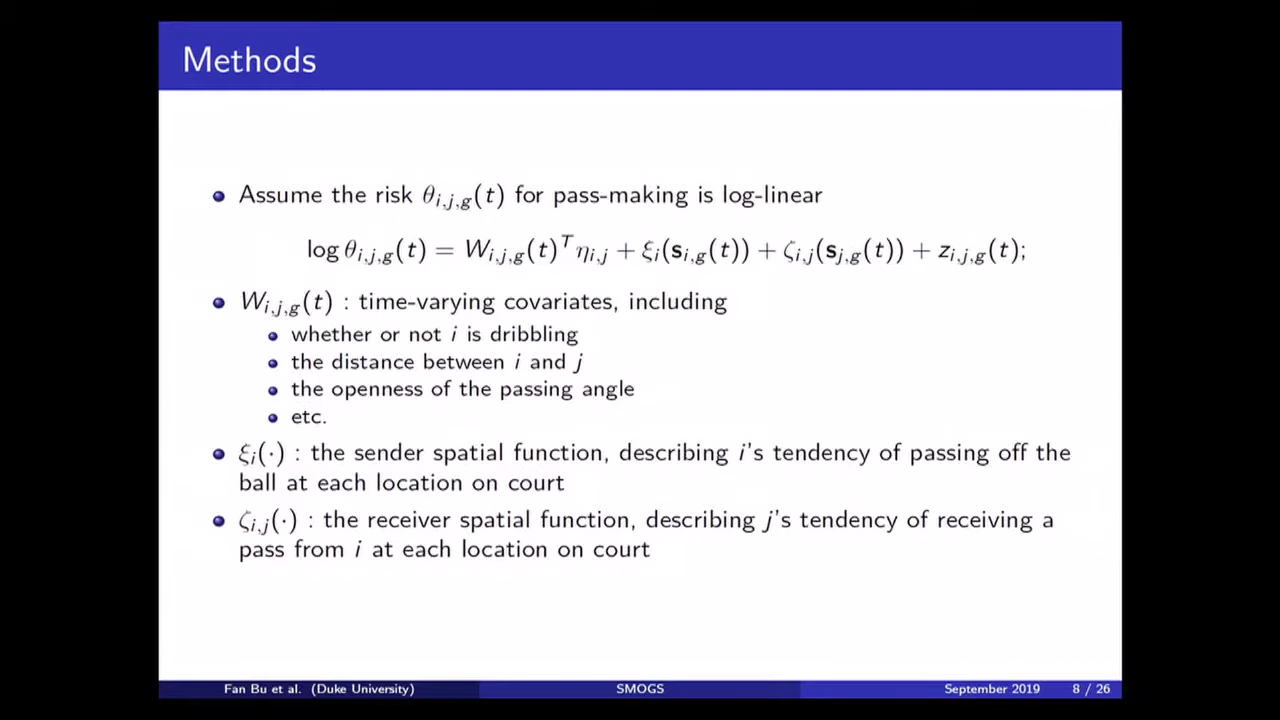 Methods
Assume the risk θ_{i,j,g}(t) for pass-making is log-linear
log θ_{i,j,g}(t) = W_{i,j,g}(t)^T η_{i,j} + ξ_i(s_{i,g}(t)) + ζ_{i,j}(s_{j,g}(t)) + z_{i,j,g}(t);
W_{i,j,g}(t) : time-varying covariates, including
whether or not i is dribbling
the distance between i and j
the openness of the passing angle
etc.
ξ_i(·) : the sender spatial function, describing i's tendency of passing off the
ball at each location on court
ζ_{i,j}(·) : the receiver spatial function, describing j's tendency of receiving a
pass from i at each location on court
Fan Bu et al. (Duke University) SMOGS September 2019 8 / 26